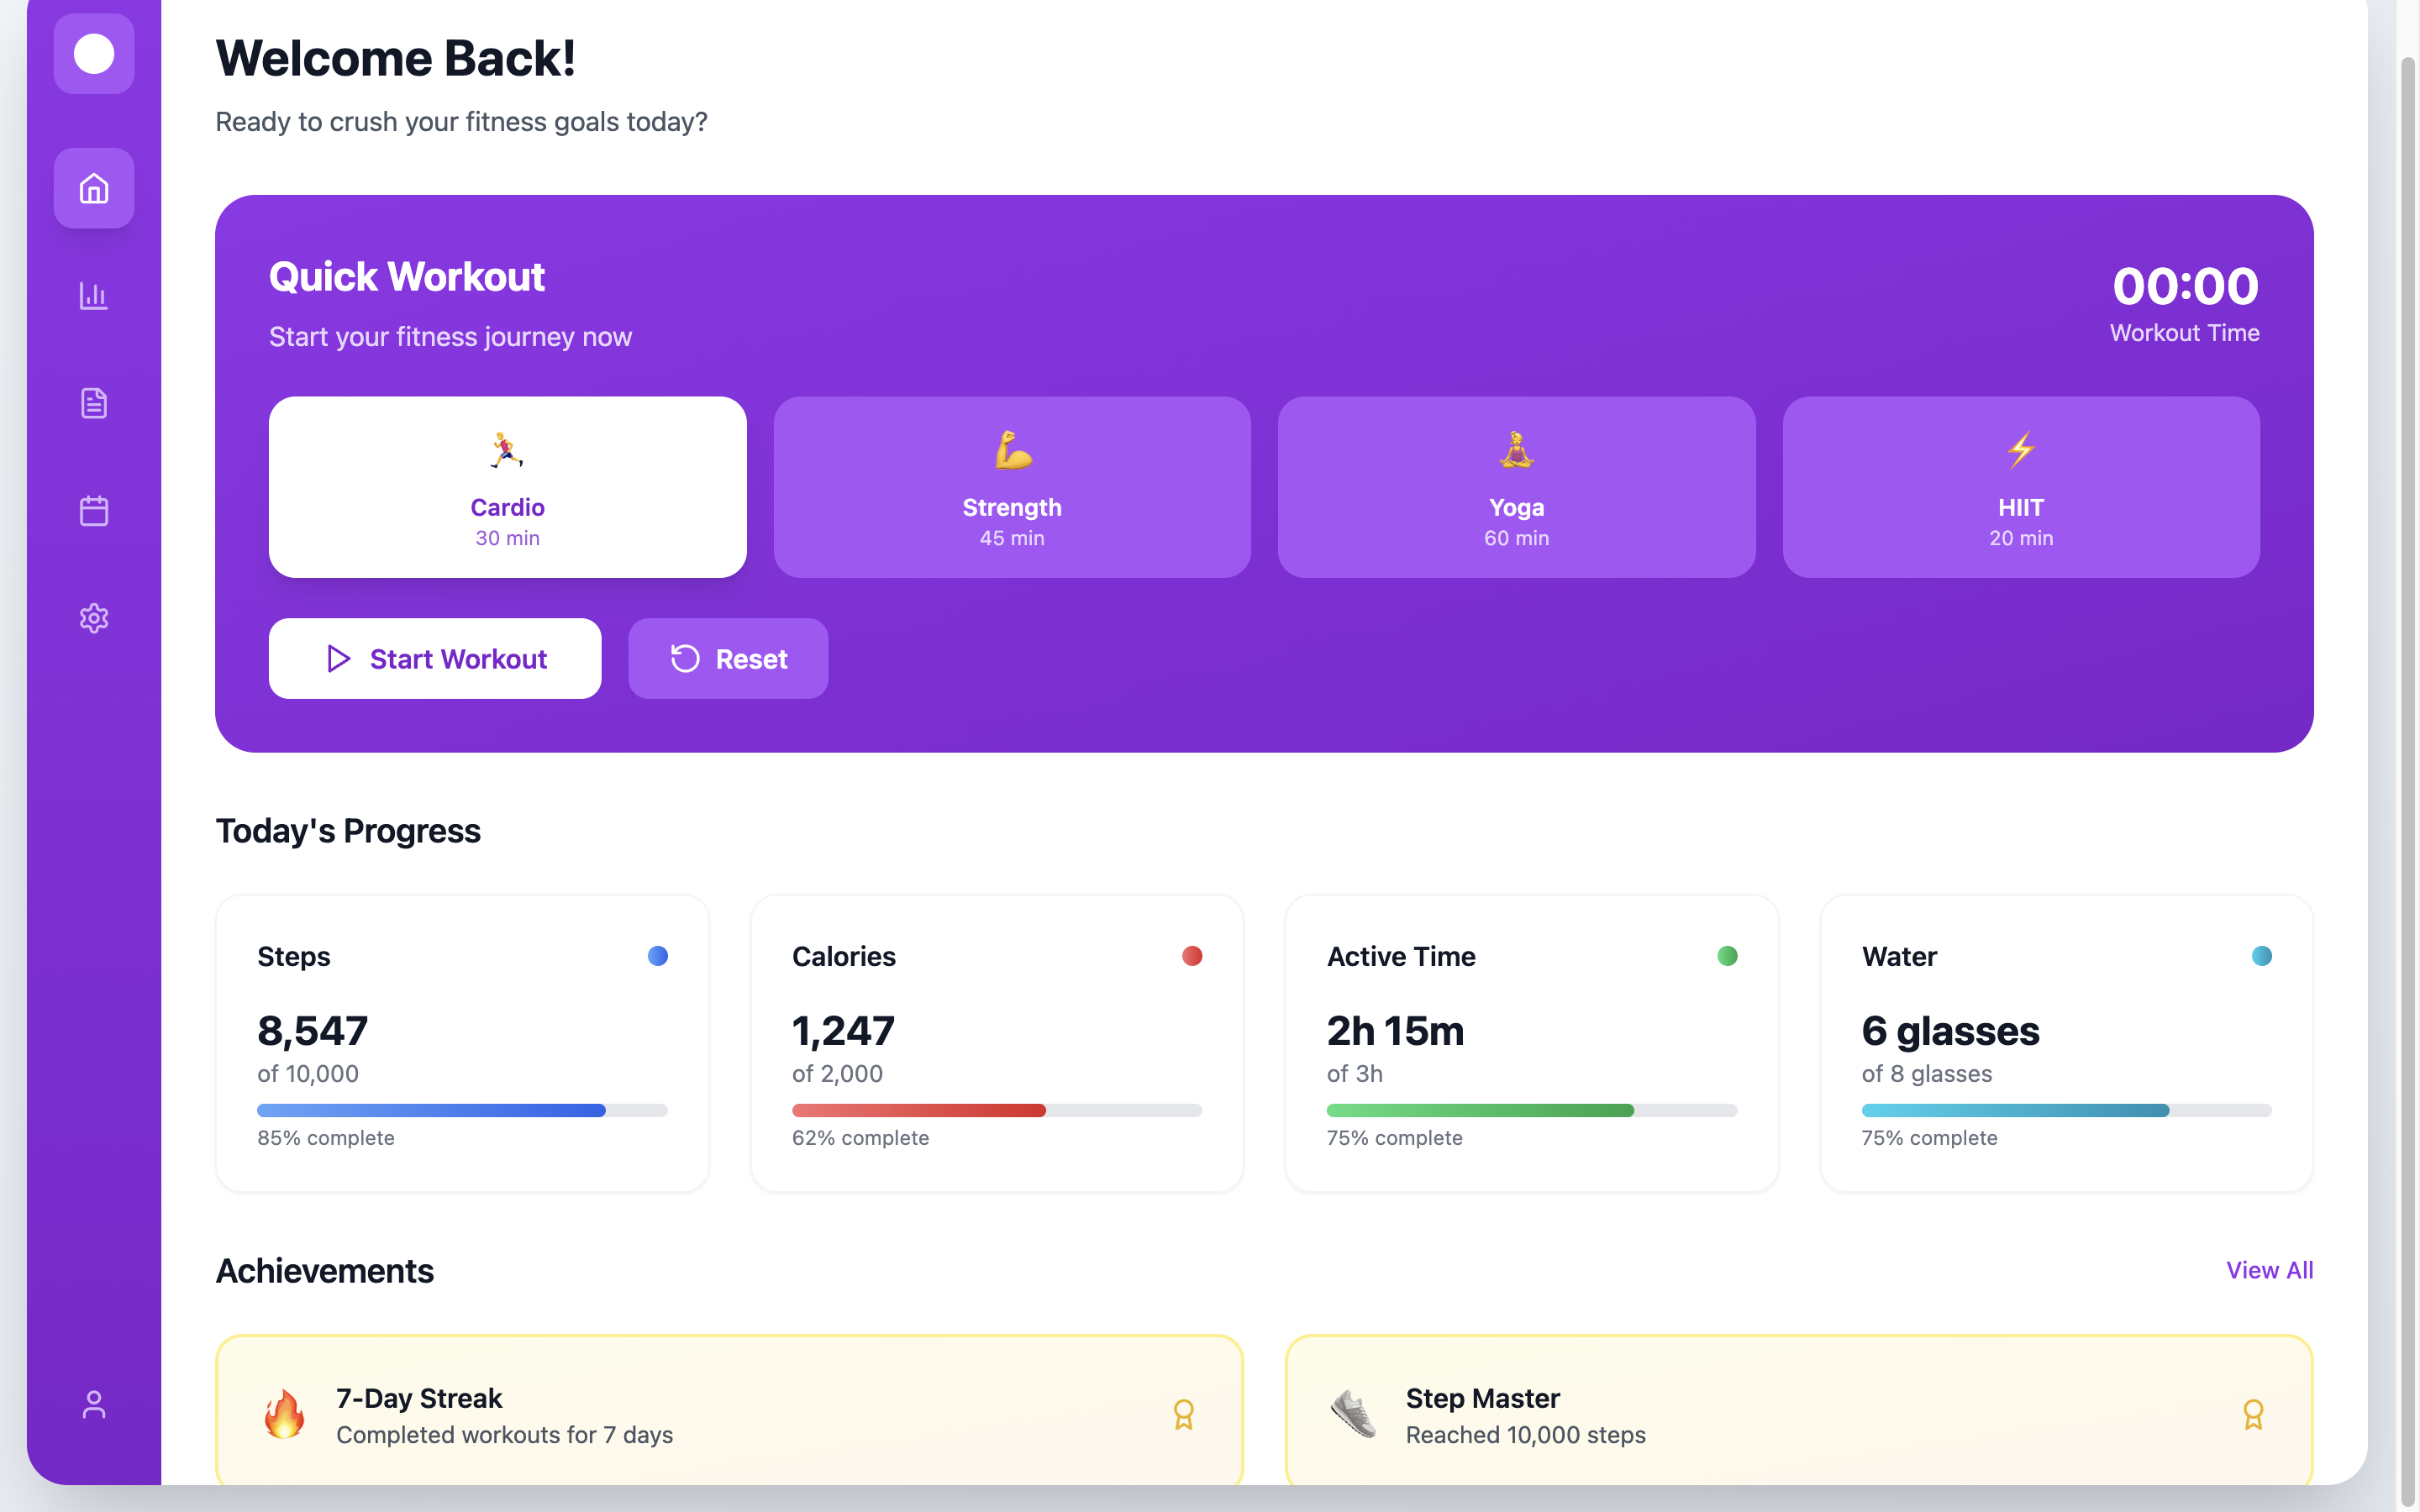 Welcome Back!
Ready to crush your fitness goals today?
Quick Workout
Start your fitness journey now
00:00
Workout Time
Cardio
30 min
Strength
45 min
Yoga
60 min
HIIT
20 min
Start Workout
Reset
Today's Progress
Steps
8,547
of 10,000
85% complete
Calories
1,247
of 2,000
62% complete
Active Time
2h 15m
of 3h
75% complete
Water
6 glasses
of 8 glasses
75% complete
Achievements
View All
7-Day Streak
Completed workouts for 7 days
Step Master
Reached 10,000 steps